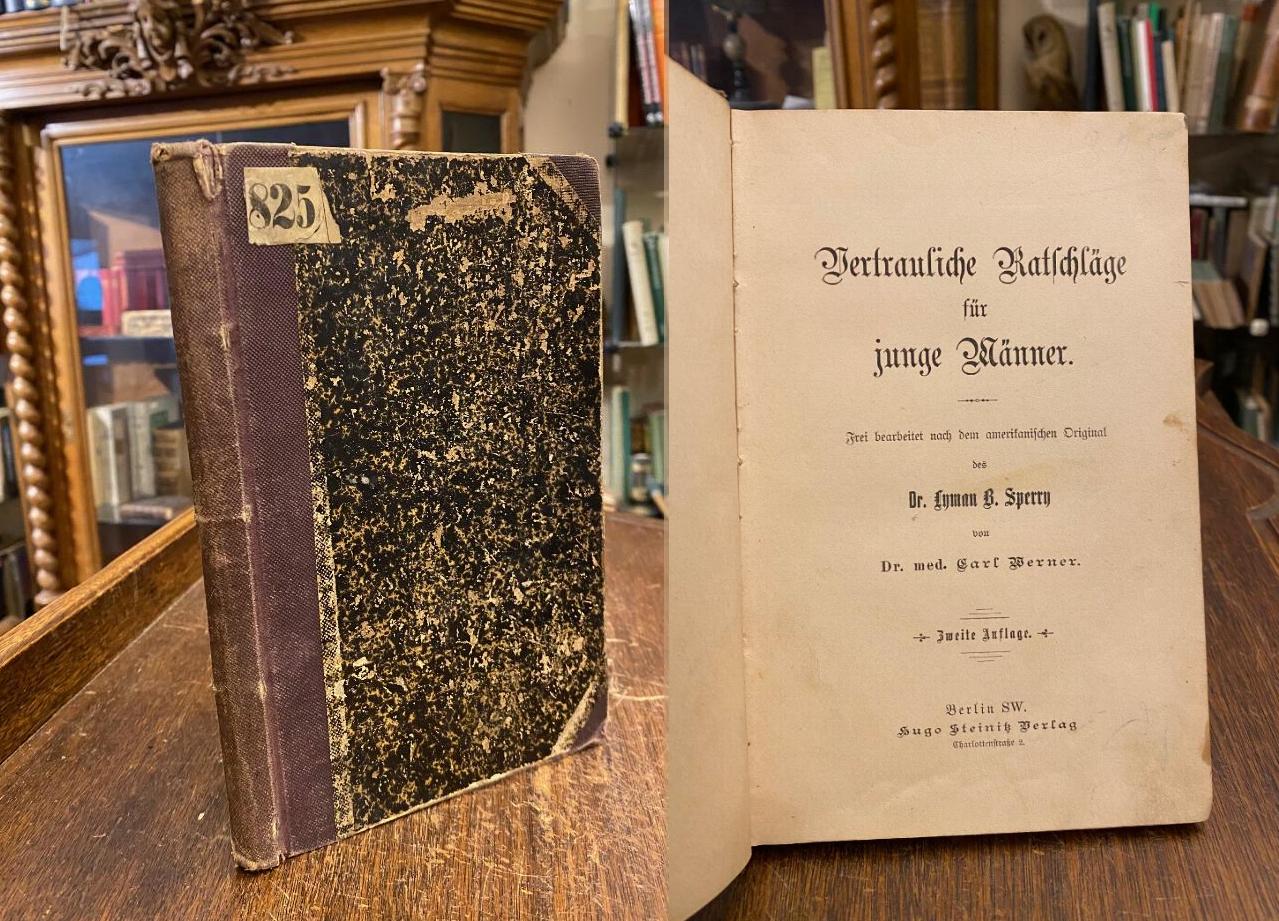 825
Vertrauliche Ratschläge
für
junge Männer.
Frei bearbeitet nach dem amerikanischen Original
des
Dr. Lyman B. Sperry
von
Dr. med. Carl Werner.
Zweite Auflage.
Berlin SW.
Hugo Steinitz Verlag
Charlottenstraße 2.